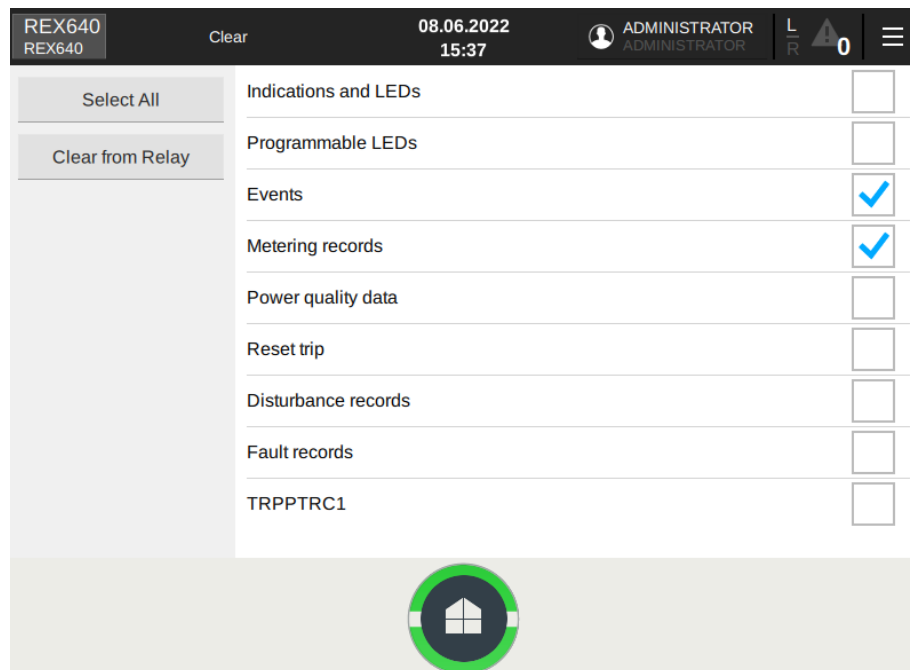 REX640
REX640
Clear
08.06.2022
15:37
ADMINISTRATOR
ADMINISTRATOR
L
R
0
Select All
Clear from Relay
Indications and LEDs
Programmable LEDs
Events
Metering records
Power quality data
Reset trip
Disturbance records
Fault records
TRPPTRC1